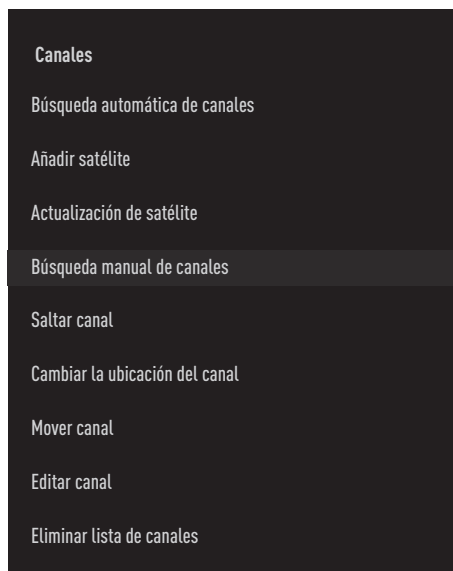 Canales
Búsqueda automática de canales
Añadir satélite
Actualización de satélite
Búsqueda manual de canales
Saltar canal
Cambiar la ubicación del canal
Mover canal
Editar canal
Eliminar lista de canales